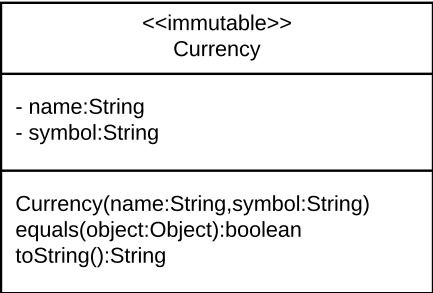 <<immutable>>
Currency
- name:String
- symbol:String
Currency(name:String,symbol:String)
equals(object:Object):boolean
toString():String